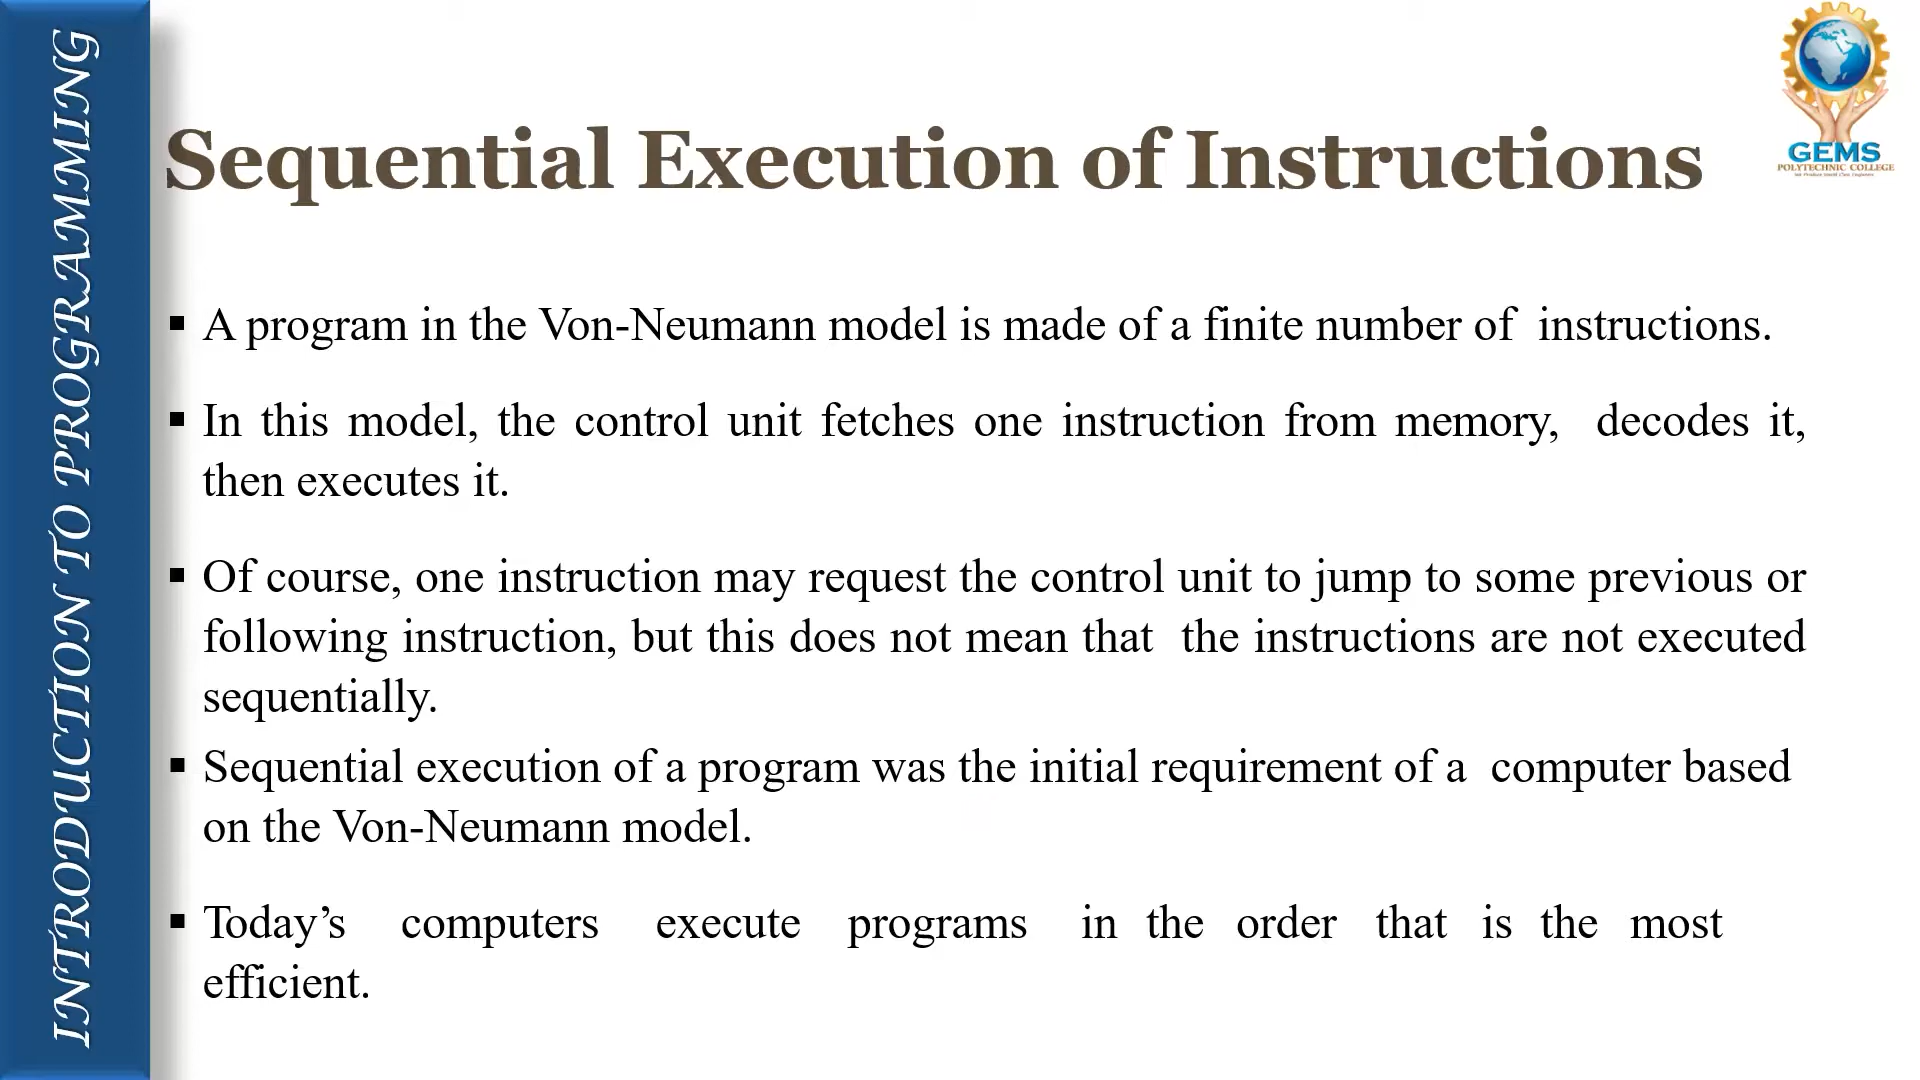 INTRODUCTION TO PROGRAMMING
GEMS
POLYTECHNIC COLLEGE
Sequential Execution of Instructions
▪ A program in the Von-Neumann model is made of a finite number of instructions.
▪ In this model, the control unit fetches one instruction from memory, decodes it,
then executes it.
▪ Of course, one instruction may request the control unit to jump to some previous or
following instruction, but this does not mean that the instructions are not executed
sequentially.
▪ Sequential execution of a program was the initial requirement of a computer based
on the Von-Neumann model.
▪ Today’s computers execute programs in the order that is the most
efficient.